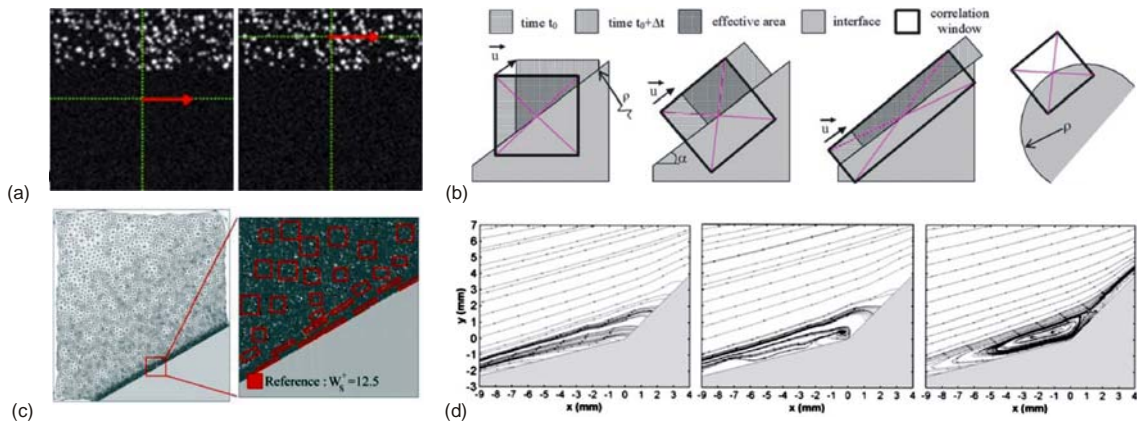 (a)
(b)
time t₀
time t₀+Δt
effective area
interface
correlation window
u
ρ
ζ
u
α
u
ρ
(c)
Reference : W_S^+=12.5
(d)
7
6
5
4
3
2
1
0
-1
-2
-3
y (mm)
-9 -8 -7 -6 -5 -4 -3 -2 -1 0 1 2 3 4
x (mm)
-9 -8 -7 -6 -5 -4 -3 -2 -1 0 1 2 3 4
x (mm)
-9 -8 -7 -6 -5 -4 -3 -2 -1 0 1 2 3 4
x (mm)